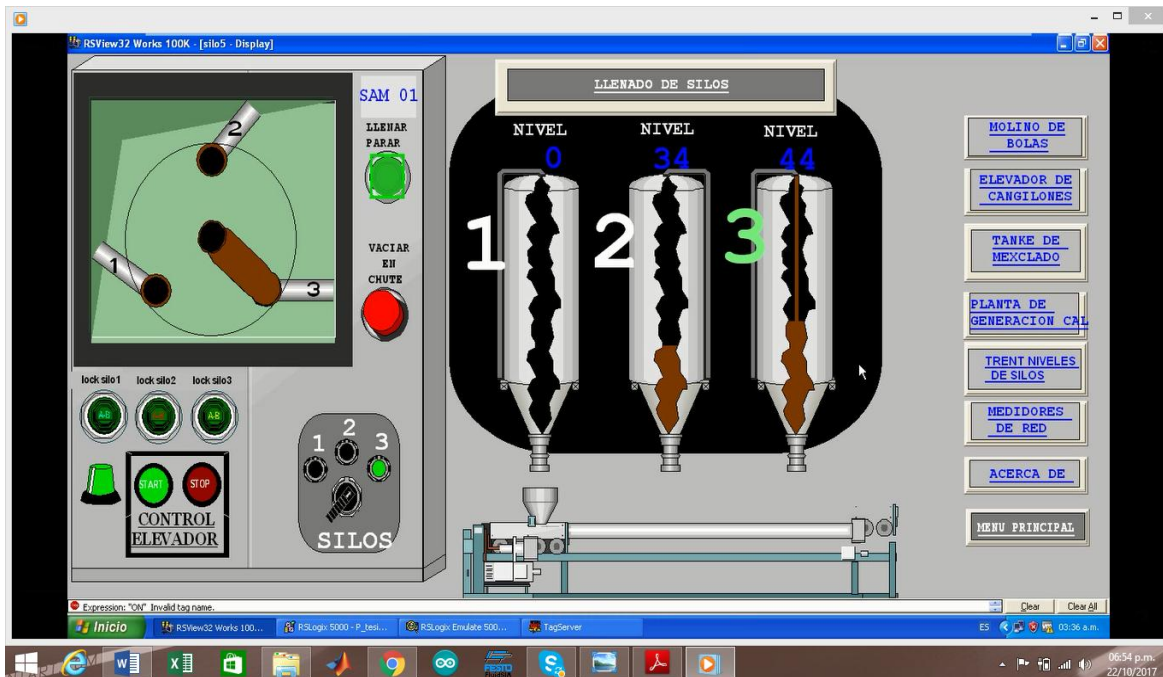 RSView32 Works 100K - [silo5 - Display]
LLENADO DE SILOS
SAM 01
LLENAR
PARAR
VACIAR
EN
CHUTE
1
2
3
NIVEL
NIVEL
NIVEL
0
34
44
1
2
3
MOLINO DE
BOLAS
ELEVADOR DE
CANGILONES
TANKE DE
MEXCLADO
PLANTA DE
GENERACION CAL
TRENT NIVELES
DE SILOS
MEDIDORES
DE RED
ACERCA DE
MENU PRINCIPAL
lock silo1
lock silo2
lock silo3
A-B
A-B
START
STOP
CONTROL
ELEVADOR
1
2
3
SILOS
Expression: "ON" Invalid tag name.
Clear
Clear All
Inicio
RSView32 Works 100...
RSLogix 5000 - P_tesi...
RSLogix Emulate 500...
TagServer
ES
03:36 a.m.
FESTO
FluidSIM
06:54 p.m.
22/10/2017